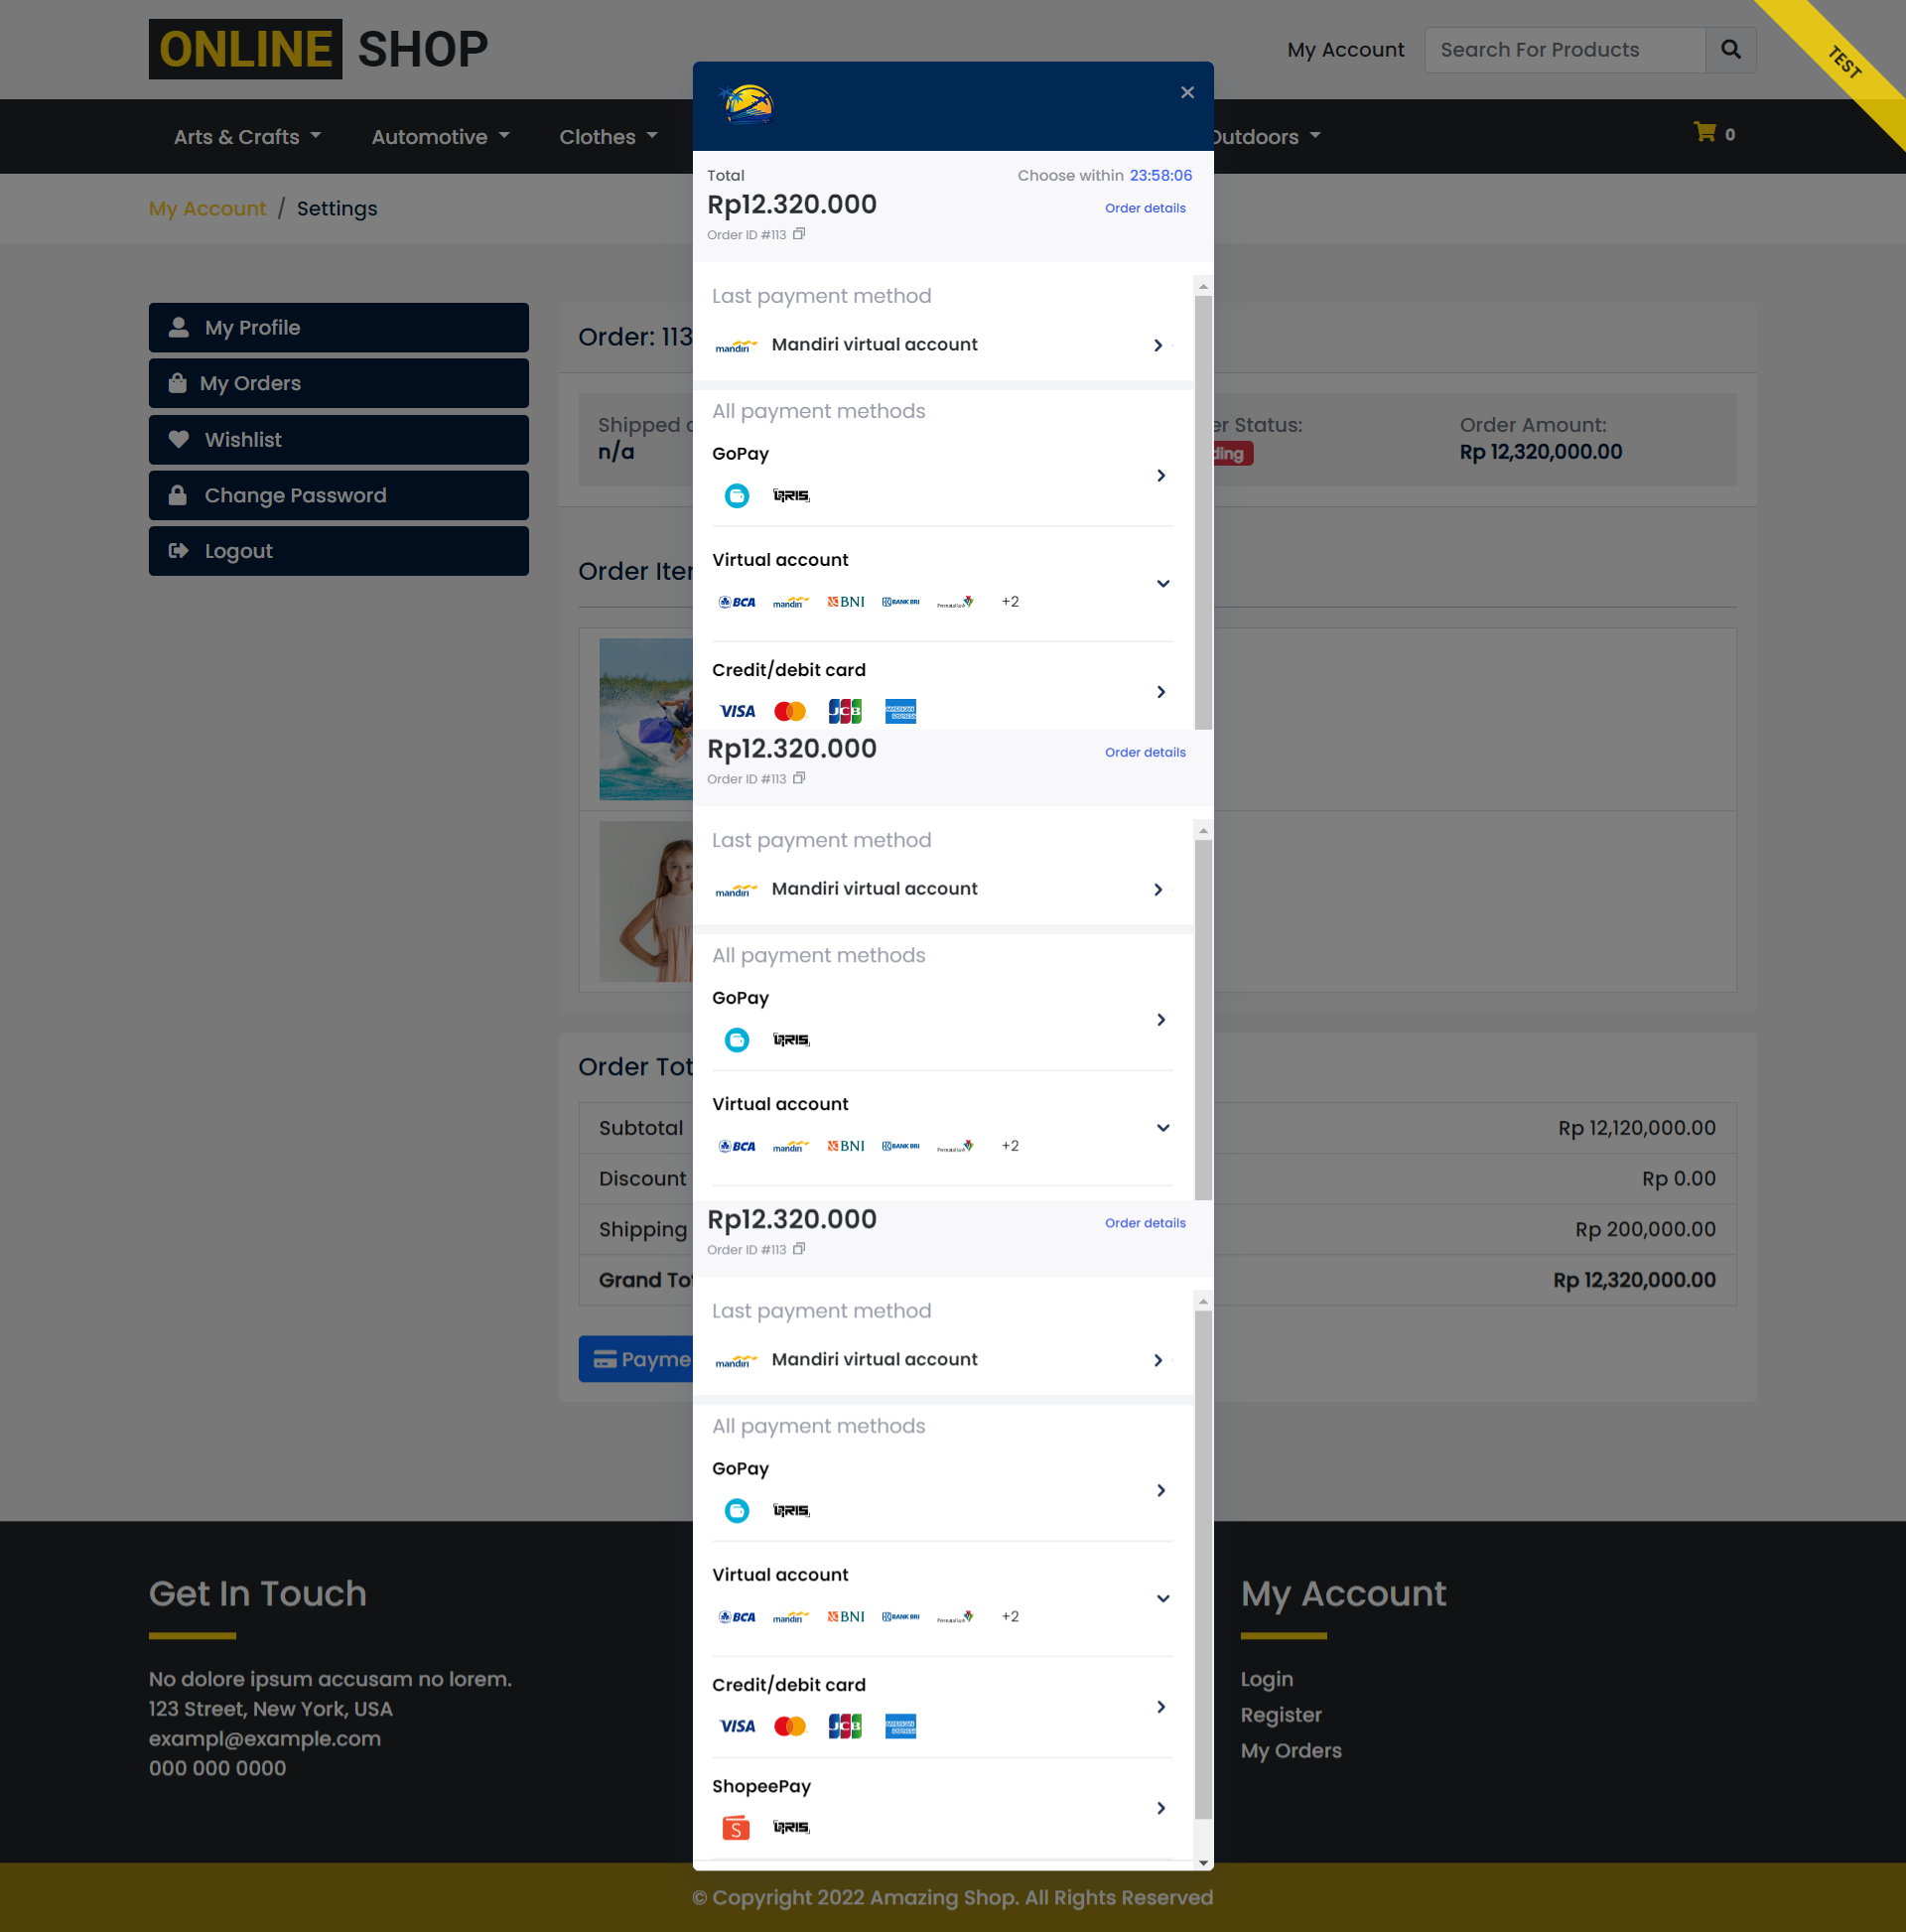 ONLINE SHOP
My Account
Search For Products
TEST
Arts & Crafts
Automotive
Clothes
Outdoors
0
My Account / Settings
My Profile
My Orders
Wishlist
Change Password
Logout
Order: 113
Shipped
n/a
Status:
Order Amount:
Rp 12,320,000.00
Order
Order
Subtotal
Rp 12,120,000.00
Discount
Rp 0.00
Shipping
Rp 200,000.00
Grand
Rp 12,320,000.00
Total
Choose within 23:58:06
Rp12.320.000
Order details
Order ID #113
Last payment method
mandiri Mandiri virtual account
All payment methods
GoPay
QRIS
Virtual account
BCA mandiri BNI BANK BRI PermataBank +2
Credit/debit card
VISA JCB AMERICAN EXPRESS
Rp12.320.000
Order details
Order ID #113
Last payment method
mandiri Mandiri virtual account
All payment methods
GoPay
QRIS
Virtual account
BCA mandiri BNI BANK BRI PermataBank +2
Rp12.320.000
Order details
Order ID #113
Last payment method
mandiri Mandiri virtual account
All payment methods
GoPay
QRIS
Virtual account
BCA mandiri BNI BANK BRI PermataBank +2
Credit/debit card
VISA JCB AMERICAN EXPRESS
ShopeePay
S QRIS
Get In Touch
No dolore ipsum accusam no lorem.
123 Street, New York, USA
exampl@example.com
000 000 0000
My Account
Login
Register
My Orders
© Copyright 2022 Amazing Shop. All Rights Reserved